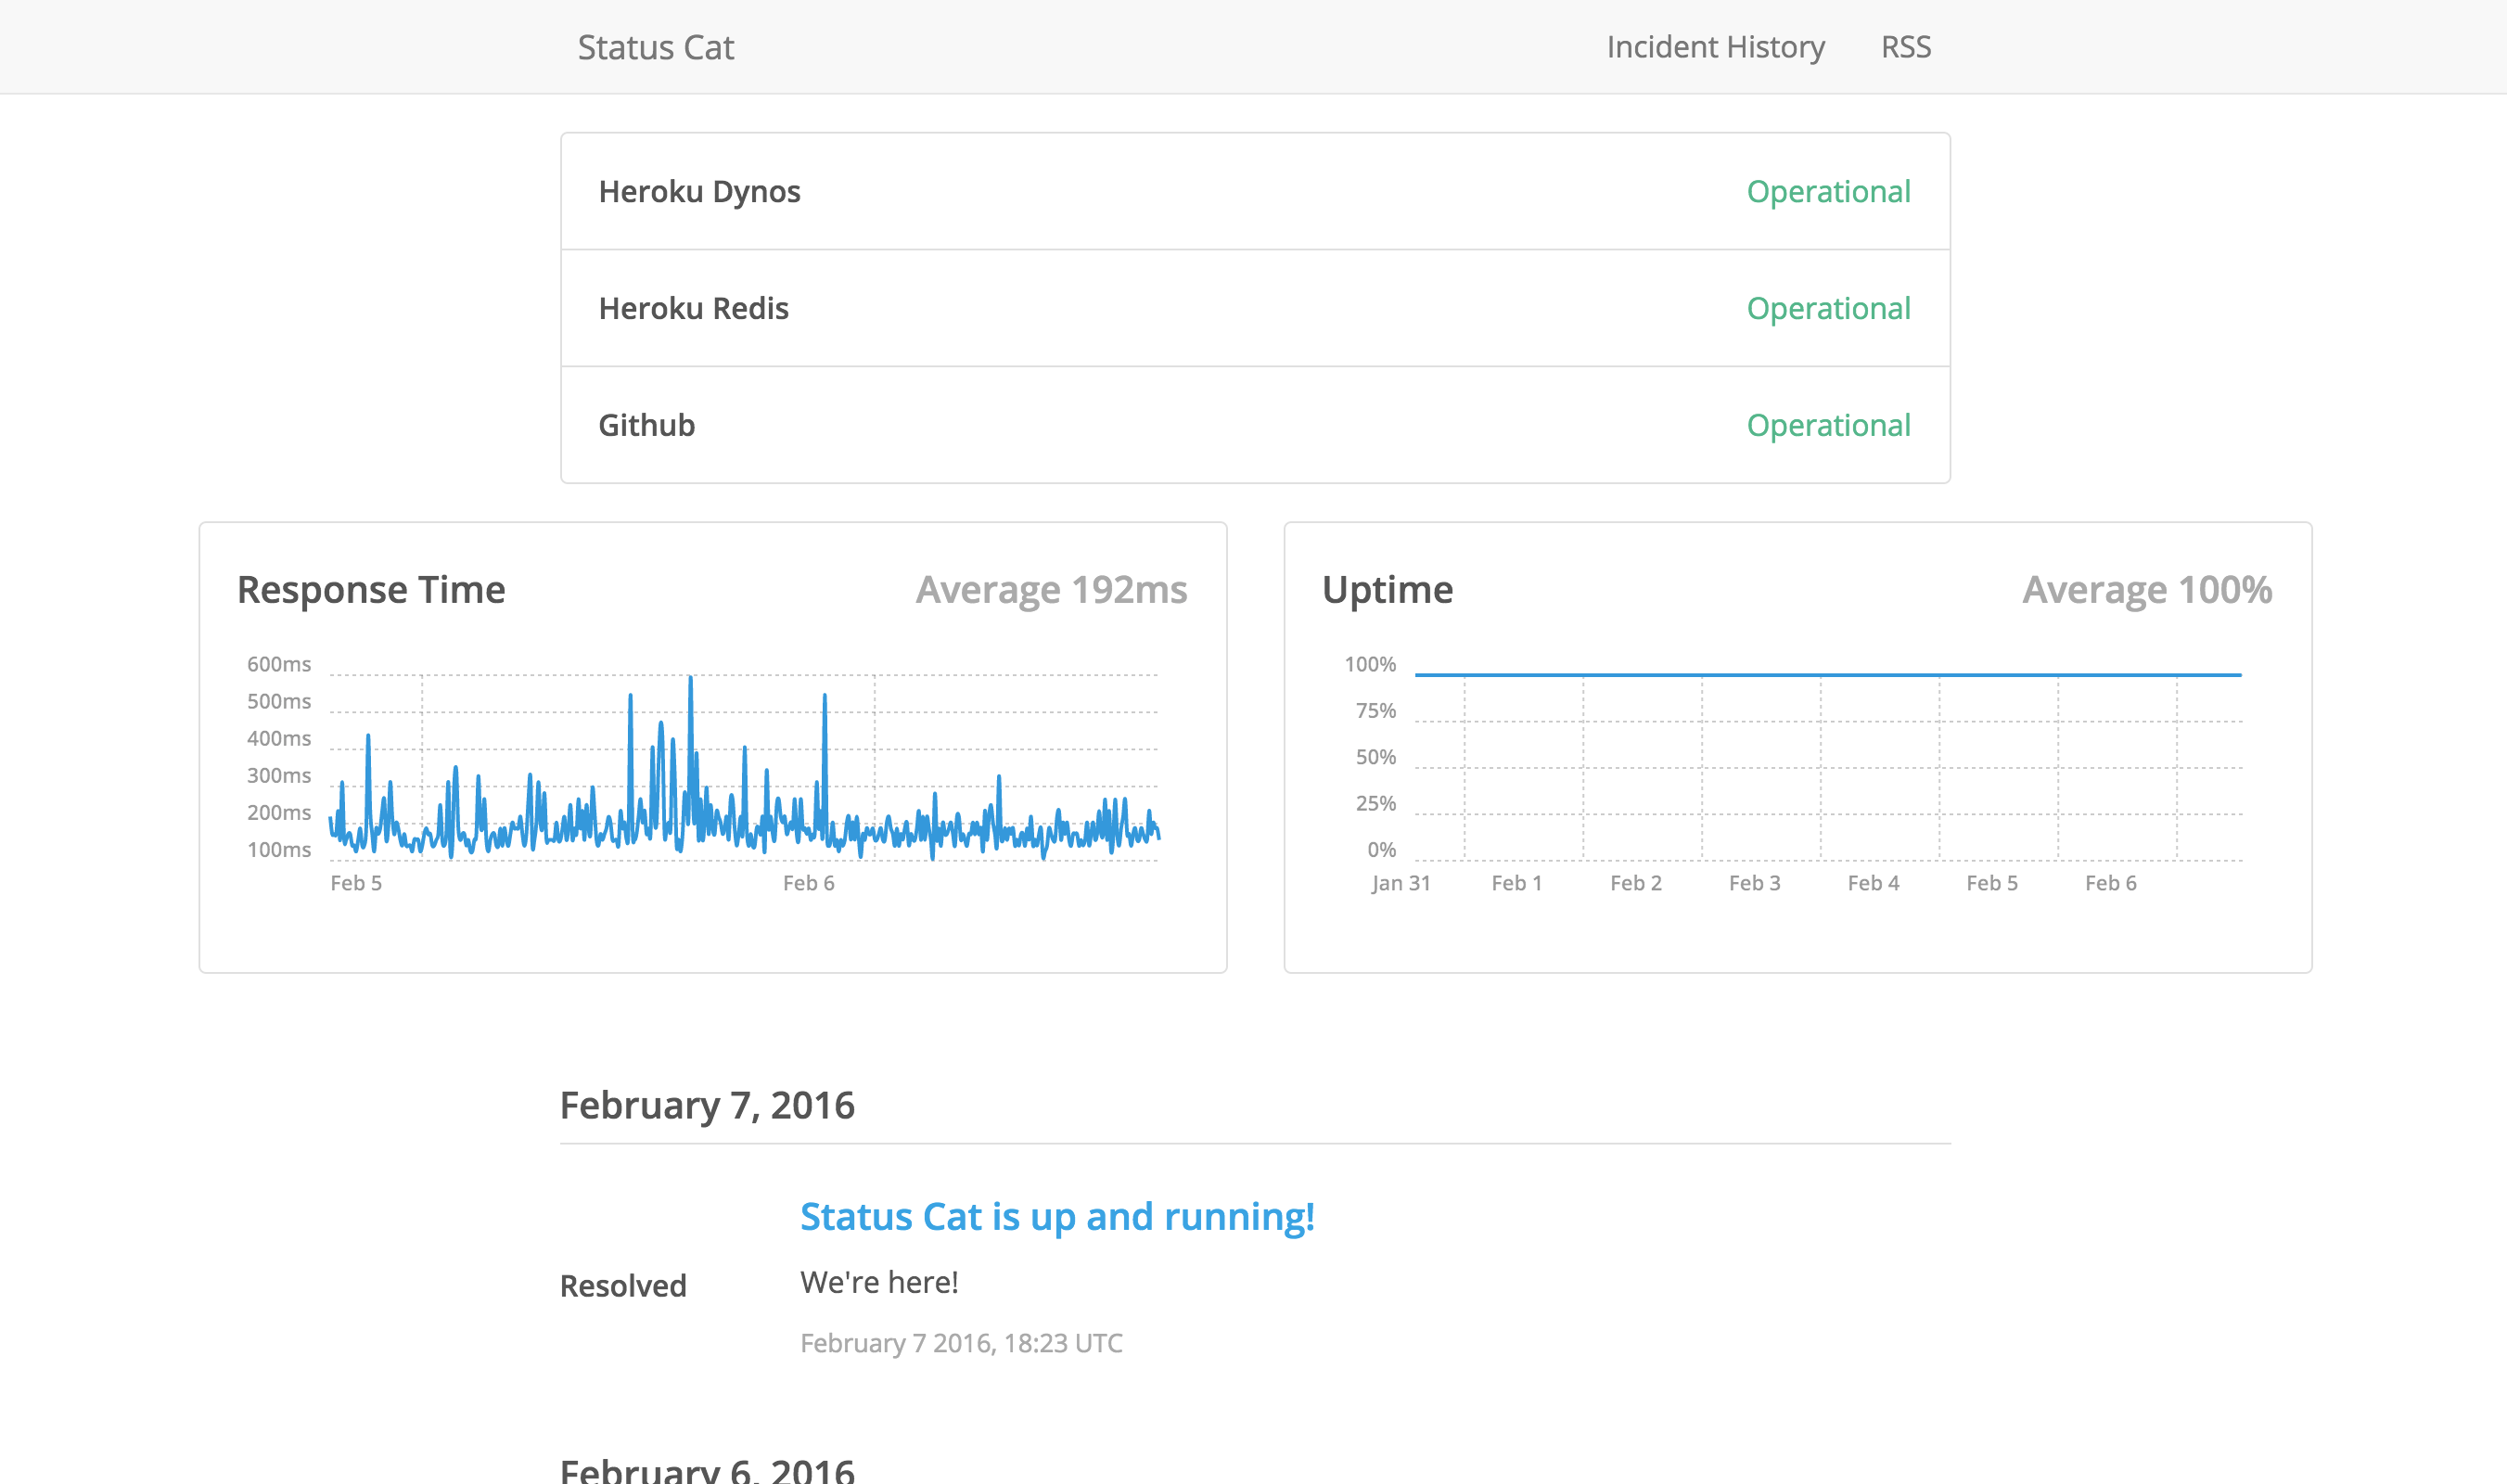 Status Cat
Incident History
RSS
Heroku Dynos
Operational
Heroku Redis
Operational
Github
Operational
Response Time
Average 192ms
600ms
500ms
400ms
300ms
200ms
100ms
Feb 5
Feb 6
Uptime
Average 100%
100%
75%
50%
25%
0%
Jan 31
Feb 1
Feb 2
Feb 3
Feb 4
Feb 5
Feb 6
February 7, 2016
Status Cat is up and running!
Resolved
We're here!
February 7 2016, 18:23 UTC
February 6, 2016